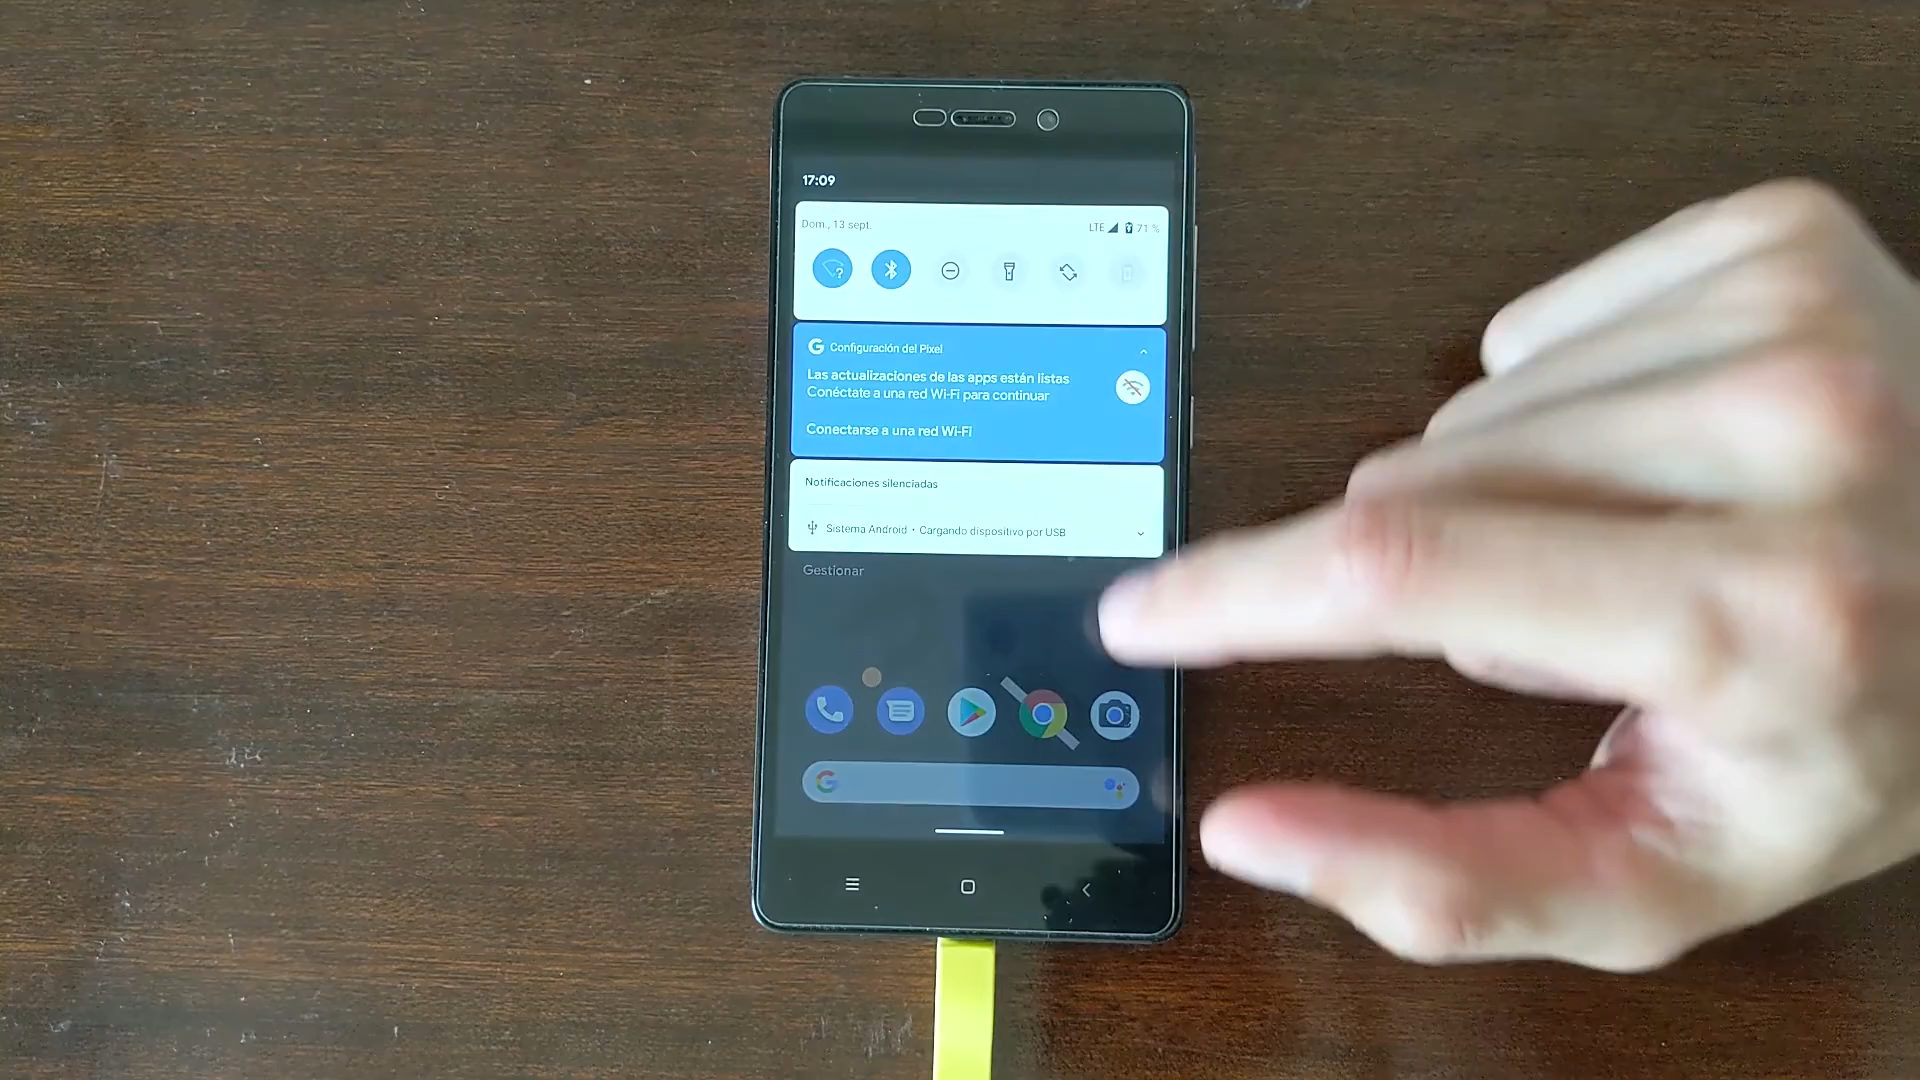 17:09
Dom., 13 sept.
LTE 71 %
Configuración del Pixel
Las actualizaciones de las apps están listas
Conéctate a una red Wi-Fi para continuar
Conectarse a una red Wi-Fi
Notificaciones silenciadas
Sistema Android • Cargando dispositivo por USB
Gestionar